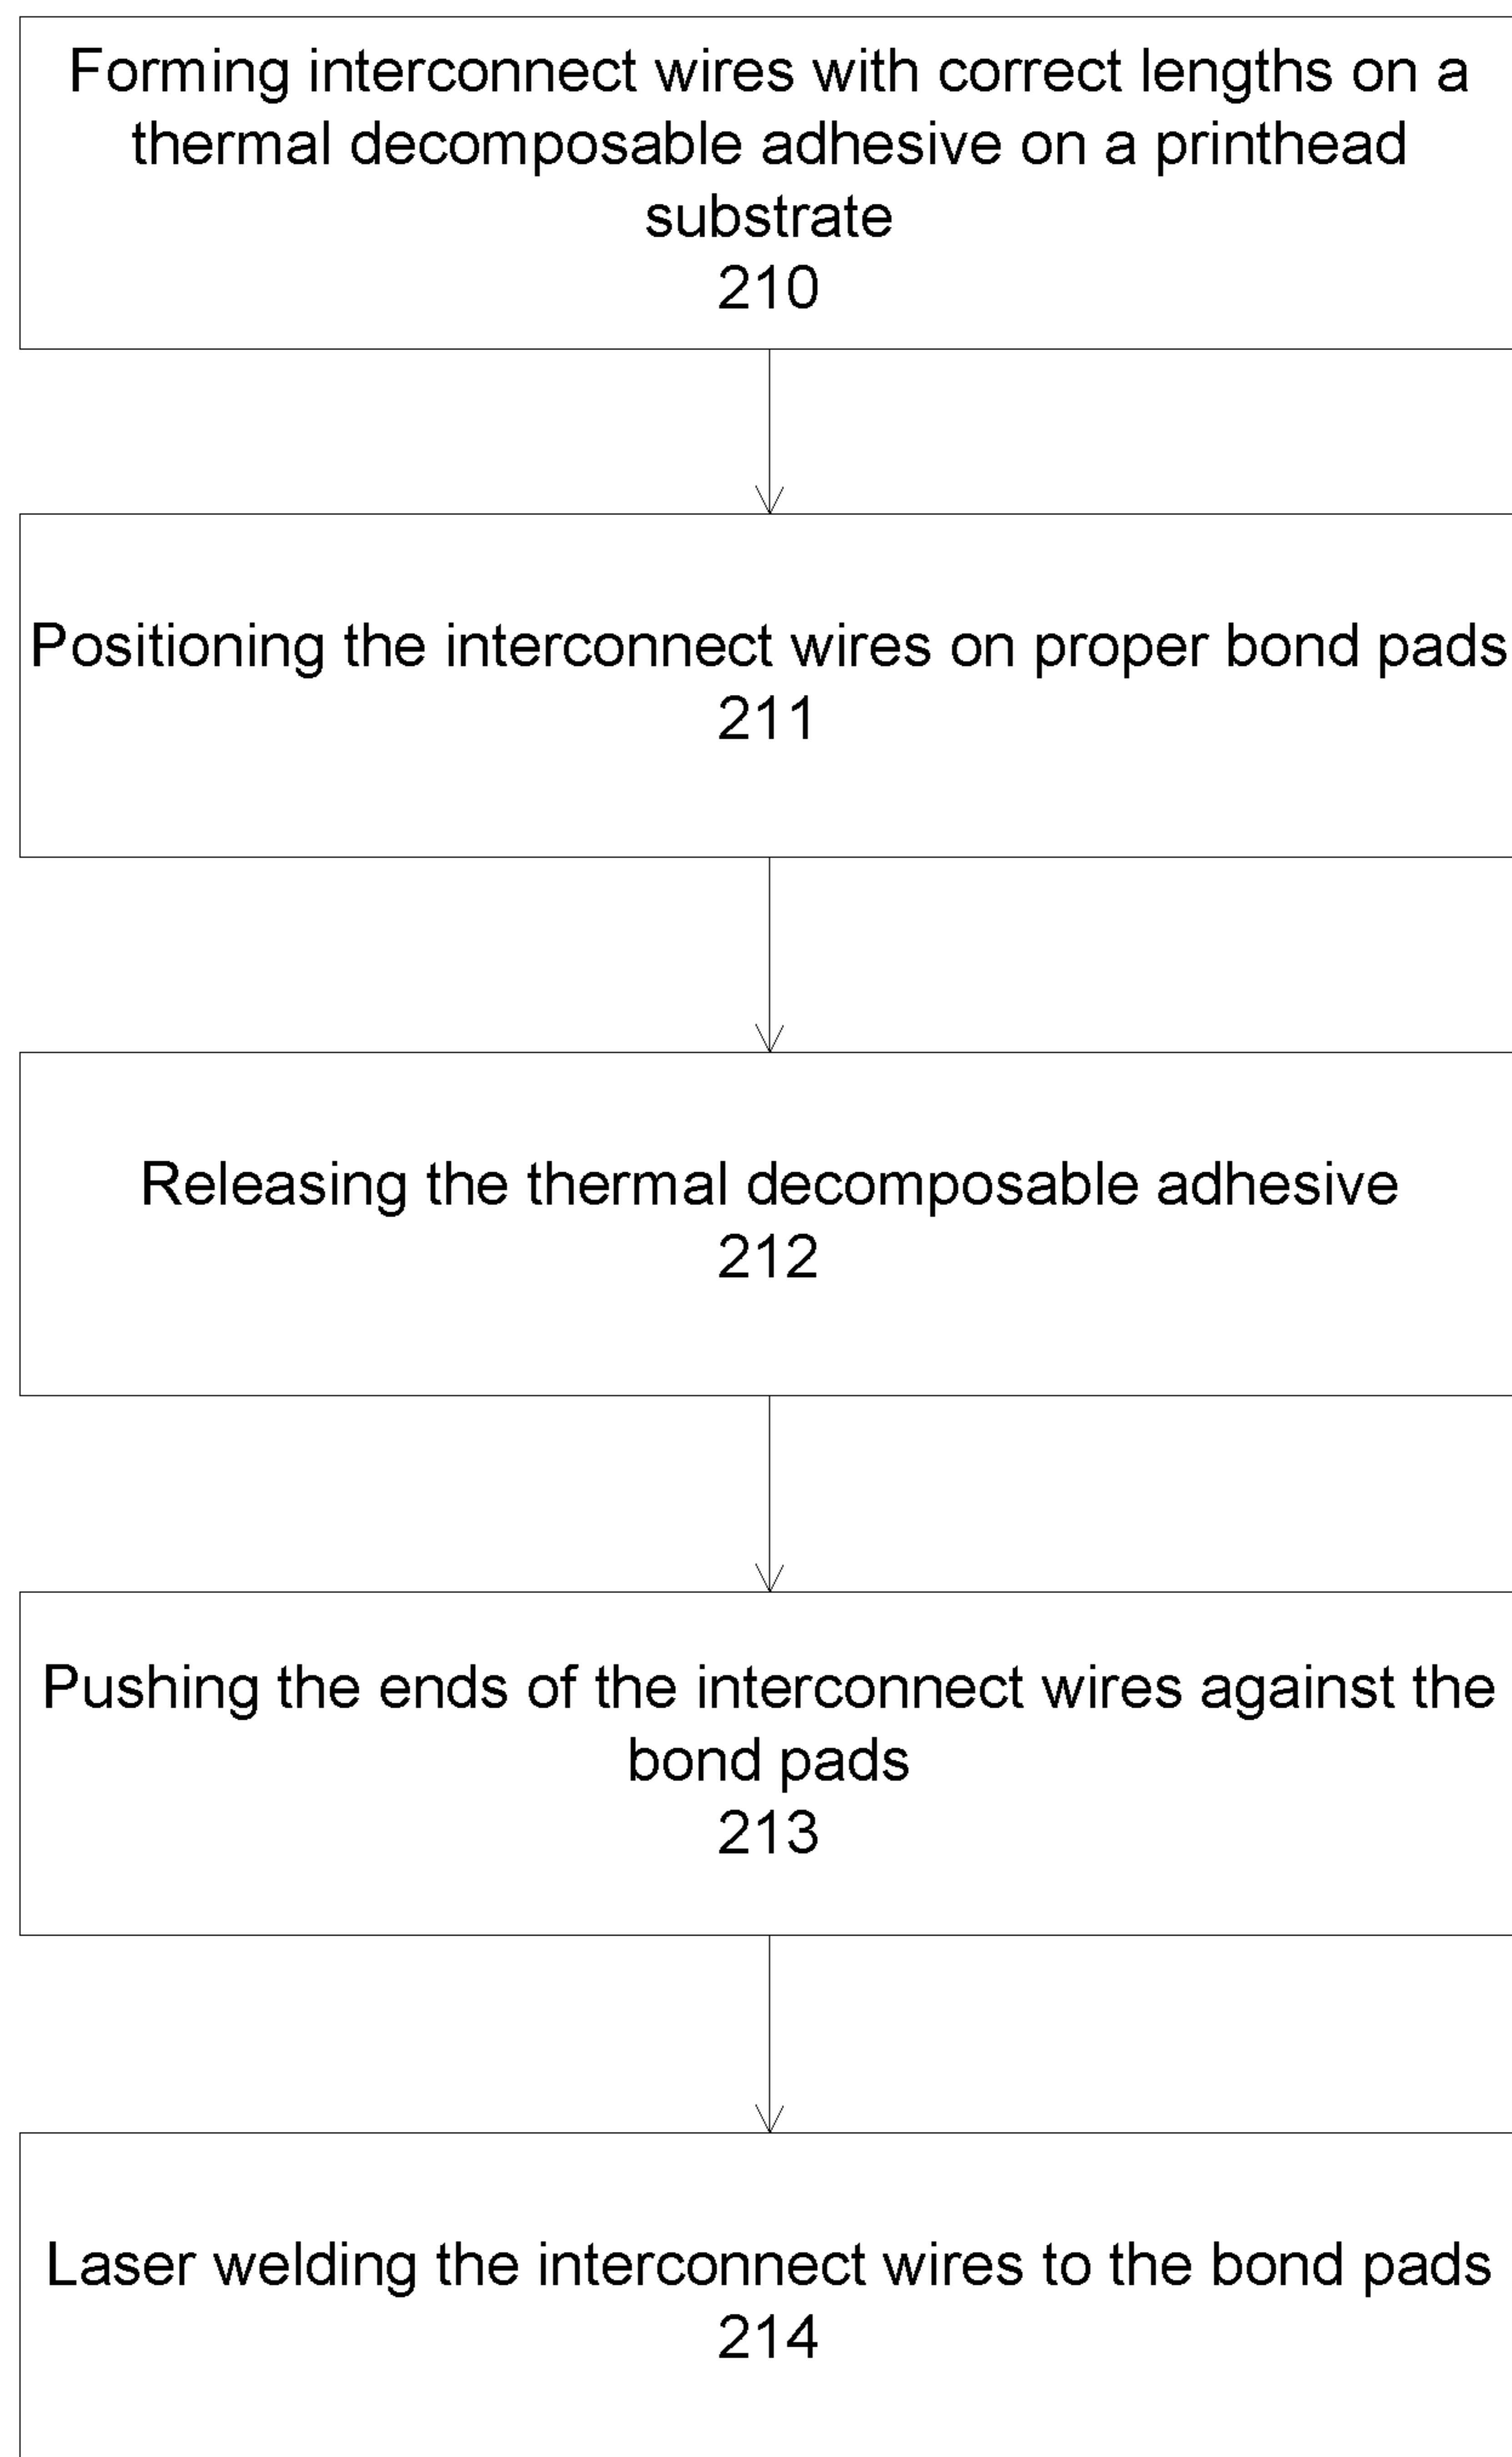 Forming interconnect wires with correct lengths on a
thermal decomposable adhesive on a printhead
substrate
210
Positioning the interconnect wires on proper bond pads
211
Releasing the thermal decomposable adhesive
212
Pushing the ends of the interconnect wires against the
bond pads
213
Laser welding the interconnect wires to the bond pads
214